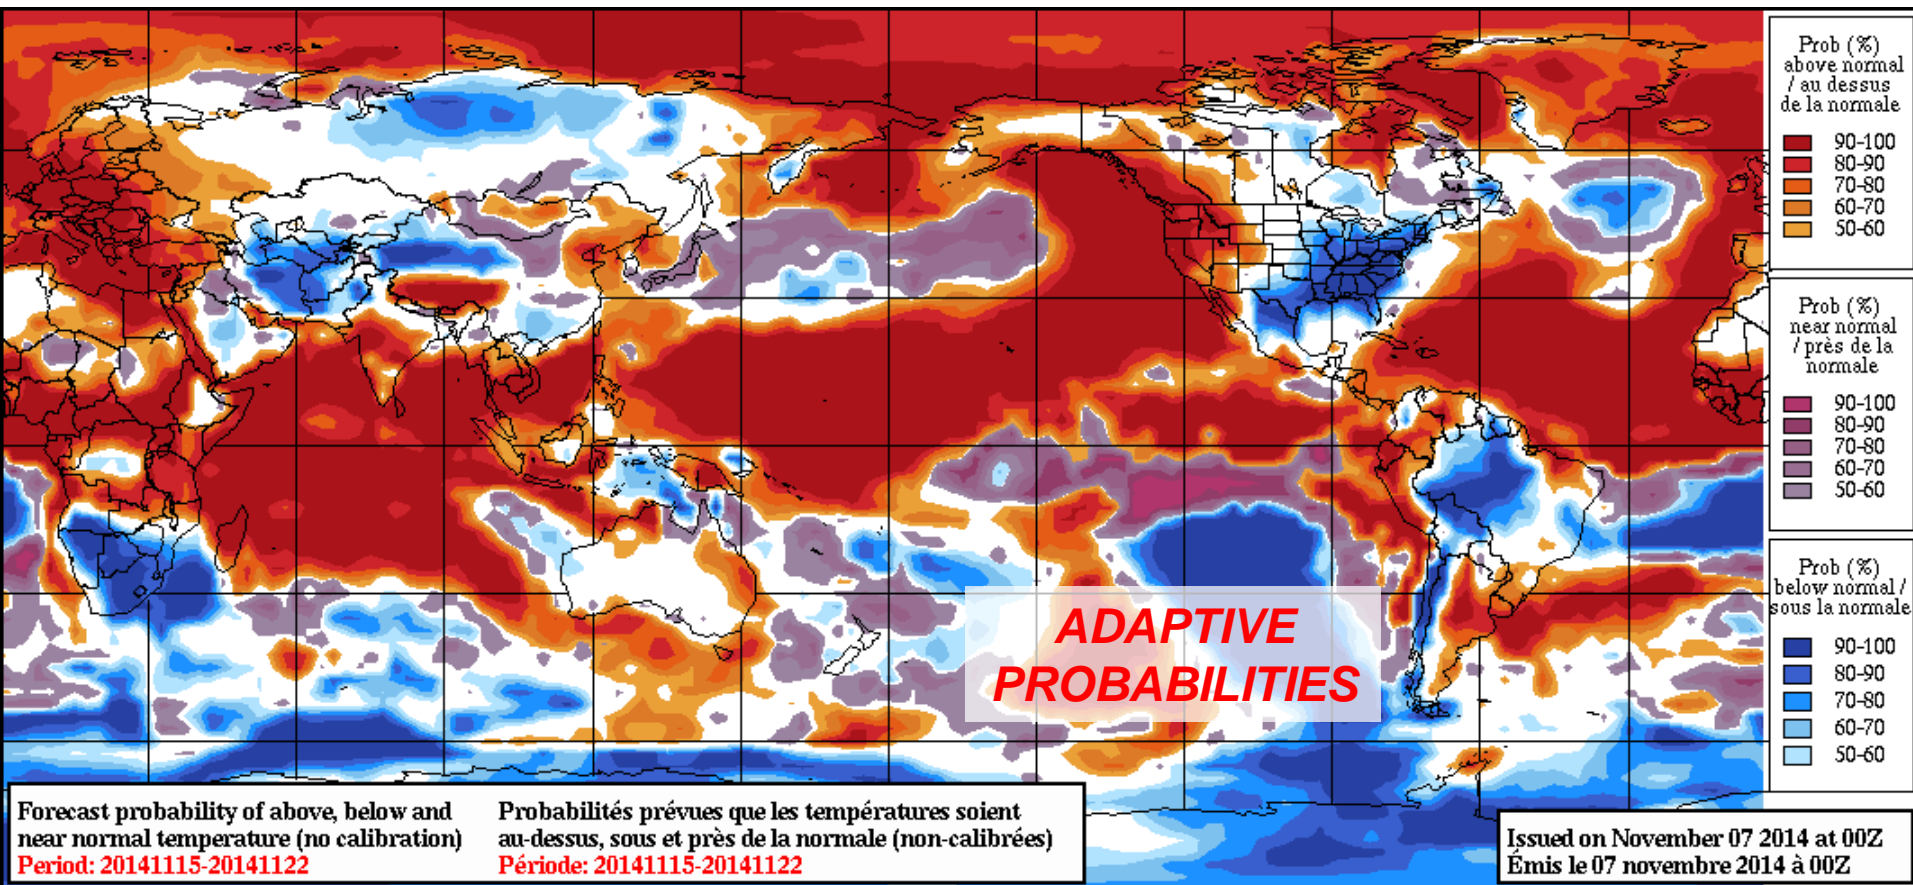 Prob (%)
above normal
/ au dessus
de la normale
90-100
80-90
70-80
60-70
50-60
Prob (%)
near normal
/ près de la
normale
90-100
80-90
70-80
60-70
50-60
Prob (%)
below normal /
sous la normale
90-100
80-90
70-80
60-70
50-60
ADAPTIVE
PROBABILITIES
Forecast probability of above, below and
near normal temperature (no calibration)
Period: 20141115-20141122
Probabilités prévues que les températures soient
au-dessus, sous et près de la normale (non-calibrées)
Période: 20141115-20141122
Issued on November 07 2014 at 00Z
Émis le 07 novembre 2014 à 00Z